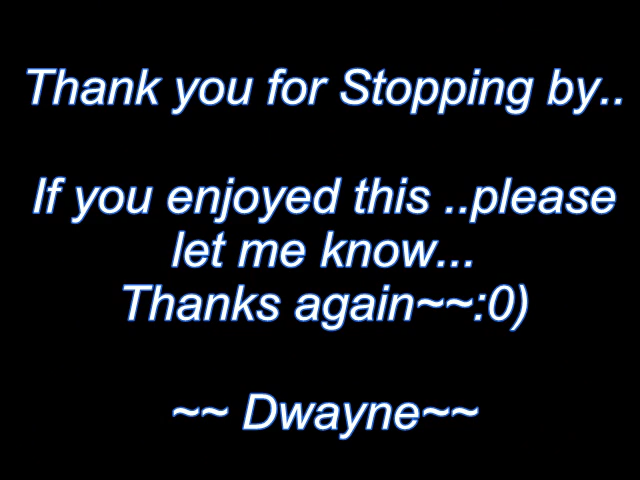 Thank you for Stopping by..
If you enjoyed this ..please
let me know...
Thanks again~~:0)
~~ Dwayne~~